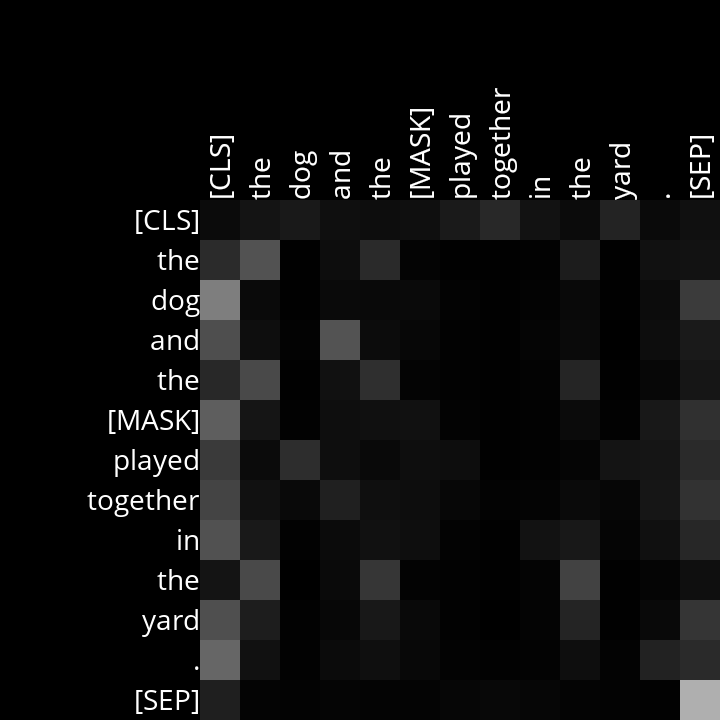 [CLS] the dog and the [MASK] played together in the yard . [SEP]
[CLS]
the
dog
and
the
[MASK]
played
together
in
the
yard
.
[SEP]